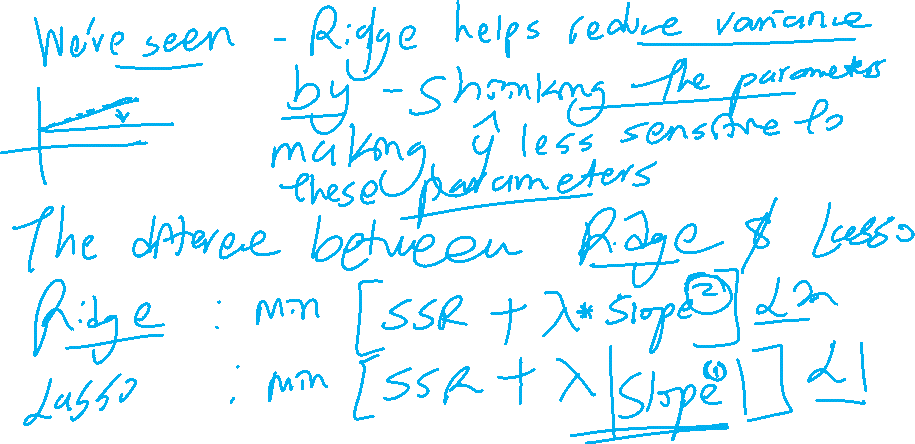 We've seen - Ridge helps reduce variance
by - Shrinking the parameters
making ŷ less sensitive to
these parameters
The difference between Ridge & Lasso
Ridge : min [SSR + λ* Slope²] L2
Lasso : min [SSR + λ |Slope¹|] L1